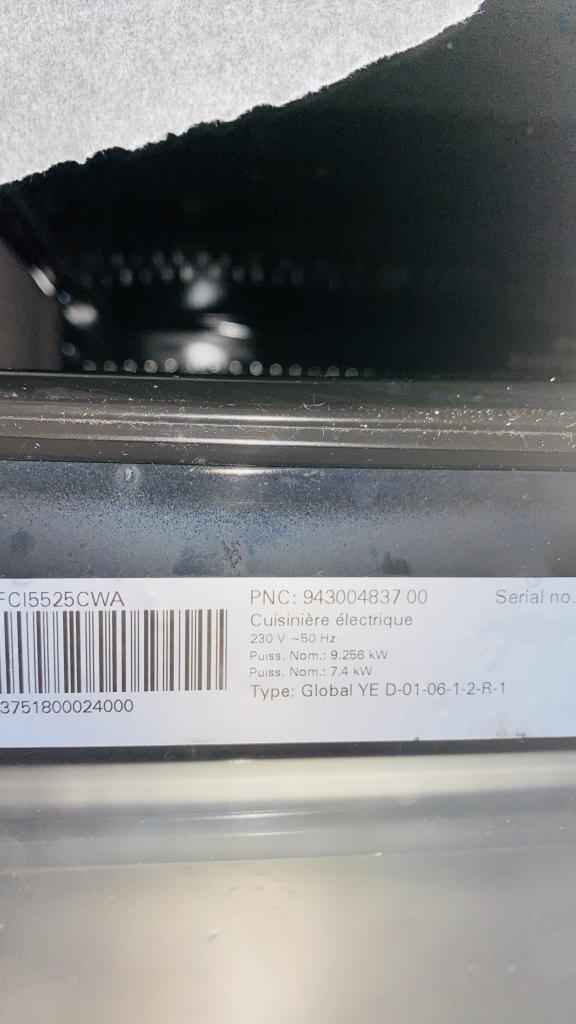 FCI5525CWA
3751800024000
PNC: 943004837 00
Cuisinière électrique
230 V ~50 Hz
Puiss. Nom.: 9.256 kW
Puiss. Nom.: 7.4 kW
Type: Global YE D-01-06-1-2-R-1
Serial no.